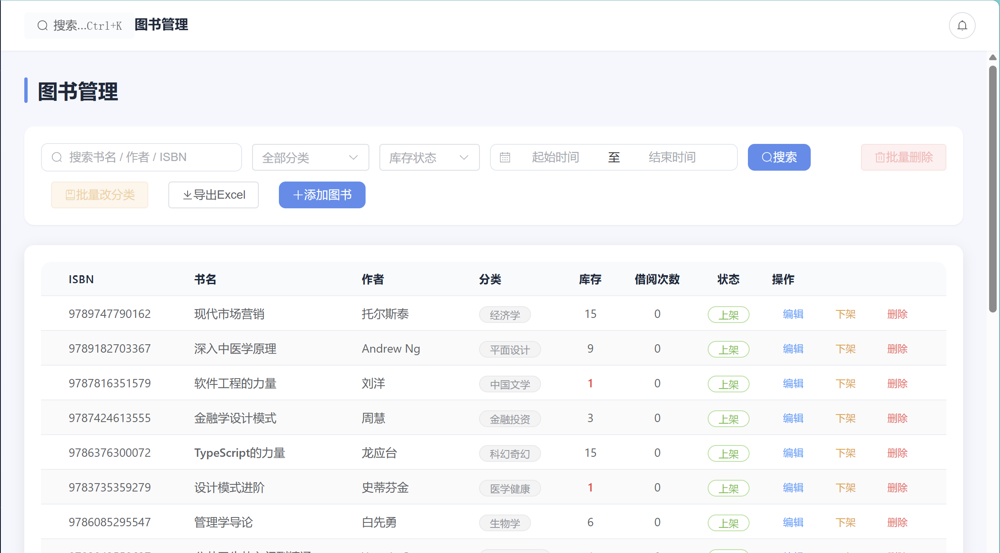 搜索...Ctrl+K 图书管理
图书管理
搜索书名 / 作者 / ISBN 全部分类 库存状态 起始时间 至 结束时间 搜索 批量删除
批量改分类 导出Excel 添加图书
ISBN 书名 作者 分类 库存 借阅次数 状态 操作
9789747790162 现代市场营销 托尔斯泰 经济学 15 0 上架 编辑 下架 删除
9789182703367 深入中医学原理 Andrew Ng 平面设计 9 0 上架 编辑 下架 删除
9787816351579 软件工程的力量 刘洋 中国文学 1 0 上架 编辑 下架 删除
9787424613555 金融学设计模式 周慧 金融投资 3 0 上架 编辑 下架 删除
9786376300072 TypeScript的力量 龙应台 科幻奇幻 15 0 上架 编辑 下架 删除
9783735359279 设计模式进阶 史蒂芬金 医学健康 1 0 上架 编辑 下架 删除
9786085295547 管理学导论 白先勇 生物学 6 0 上架 编辑 下架 删除